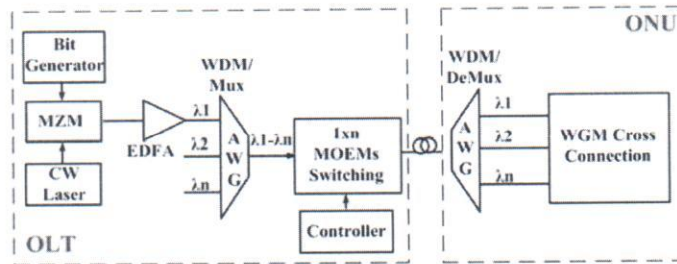 ONU
Bit
Generator
WDM/
Mux
WDM/
DeMux
MZM
EDFA
CW
Laser
λ1
λ2
λn
A
W
G
λ1-λn
1xn
MOEMs
Switching
Controller
A
W
G
λ1
λ2
λn
WGM Cross
Connection
OLT